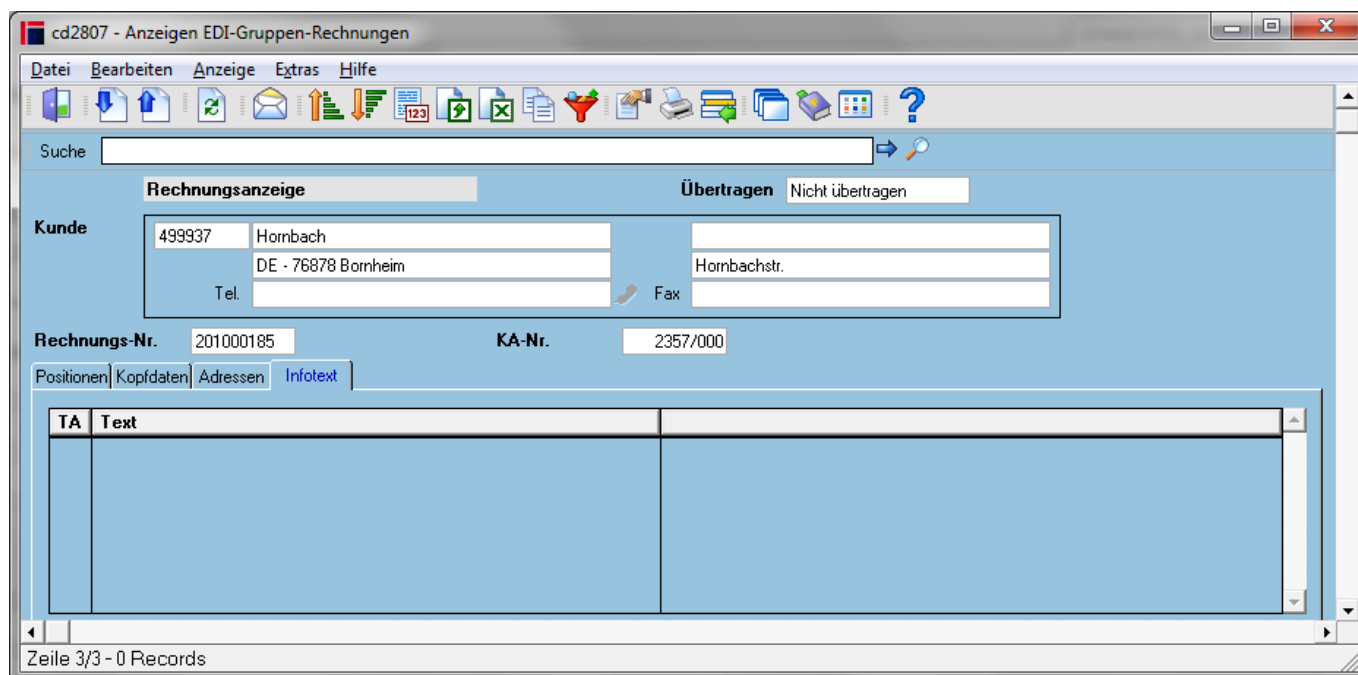 cd2807 - Anzeigen EDI-Gruppen-Rechnungen
Datei Bearbeiten Anzeige Extras Hilfe
123
Suche
Rechnungsanzeige Übertragen Nicht übertragen
Kunde 499937 Hornbach
DE - 76878 Bornheim Hornbachstr.
Tel. Fax
Rechnungs-Nr. 201000185 KA-Nr. 2357/000
Positionen Kopfdaten Adressen Infotext
TA Text
Zeile 3/3 - 0 Records